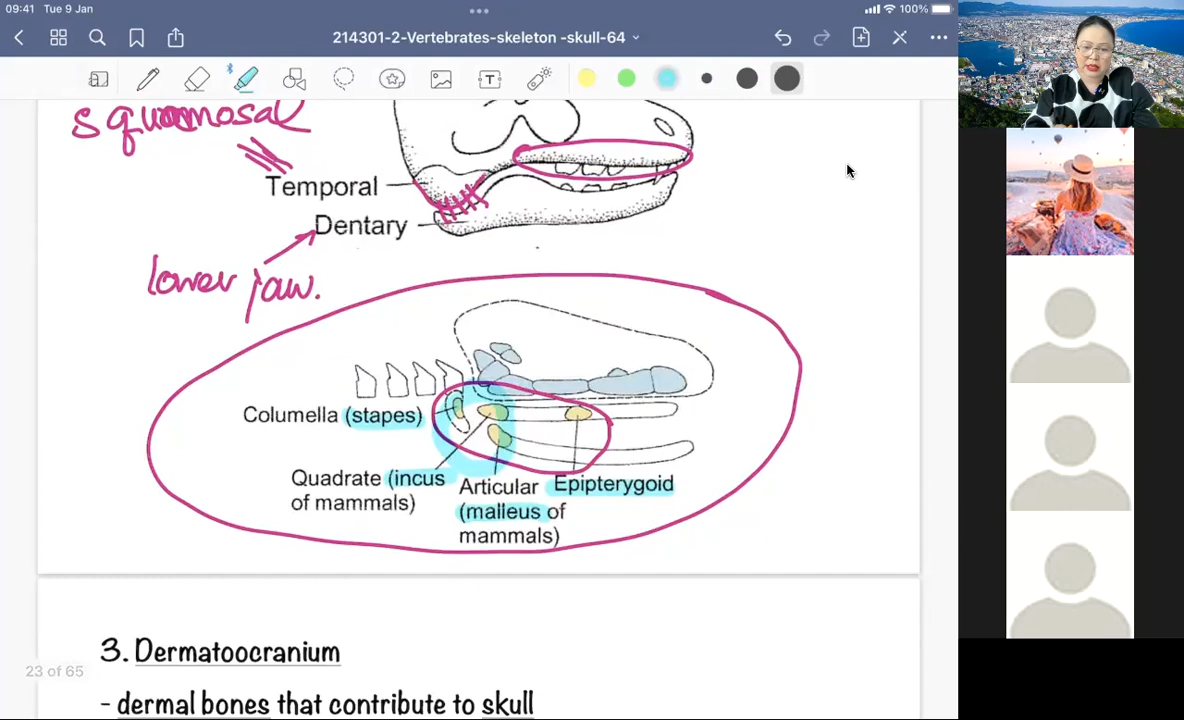 09:41 Tue 9 Jan
100%
214301-2-Vertebrates-skeleton -skull-64
squamosal
Temporal
Dentary
lower jaw.
Columella (stapes)
Quadrate (incus
of mammals)
Articular
(malleus of
mammals)
Epipterygoid
3. Dermatoocranium
23 of 65
- dermal bones that contribute to skull